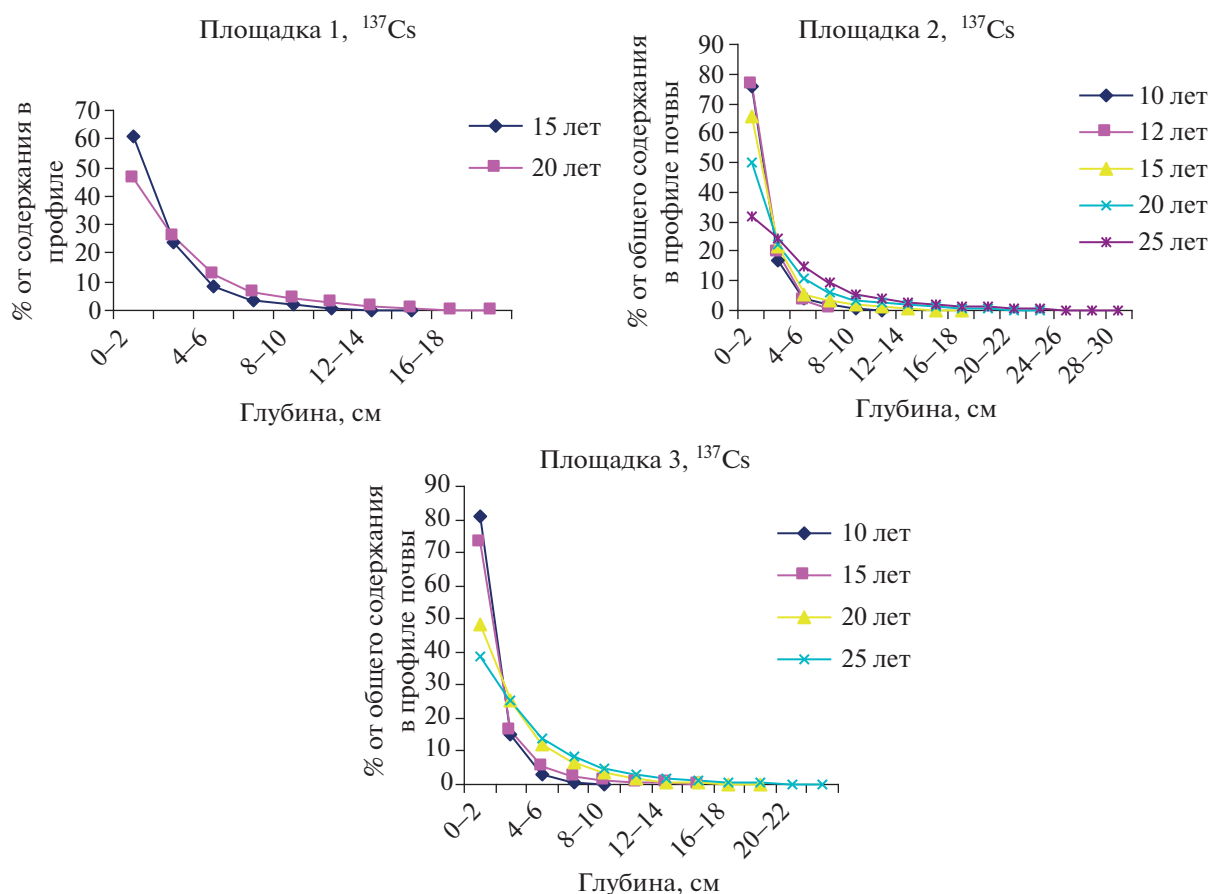 Площадка 1, ¹³⁷Cs
% от содержания в
профиле
70
60
50
40
30
20
10
0
0–2
4–6
8–10
12–14
16–18
Глубина, см
15 лет
20 лет
Площадка 2, ¹³⁷Cs
% от общего содержания
в профиле почвы
90
80
70
60
50
40
30
20
10
0
0–2
4–6
8–10
12–14
16–18
20–22
24–26
28–30
Глубина, см
10 лет
12 лет
15 лет
20 лет
25 лет
Площадка 3, ¹³⁷Cs
% от общего содержания
в профиле почвы
90
80
70
60
50
40
30
20
10
0
0–2
4–6
8–10
12–14
16–18
20–22
Глубина, см
10 лет
15 лет
20 лет
25 лет